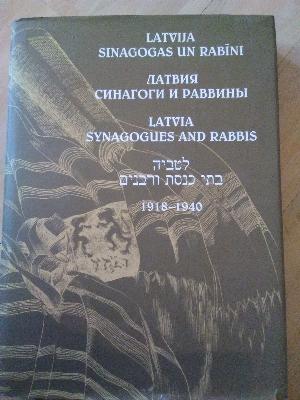 LATVIJA
SINAGOGAS UN RABĪNI
ЛАТВИЯ
СИНАГОГИ И РАВВИНЫ
LATVIA
SYNAGOGUES AND RABBIS
לטביה
בתי כנסת ורבנים
1918–1940